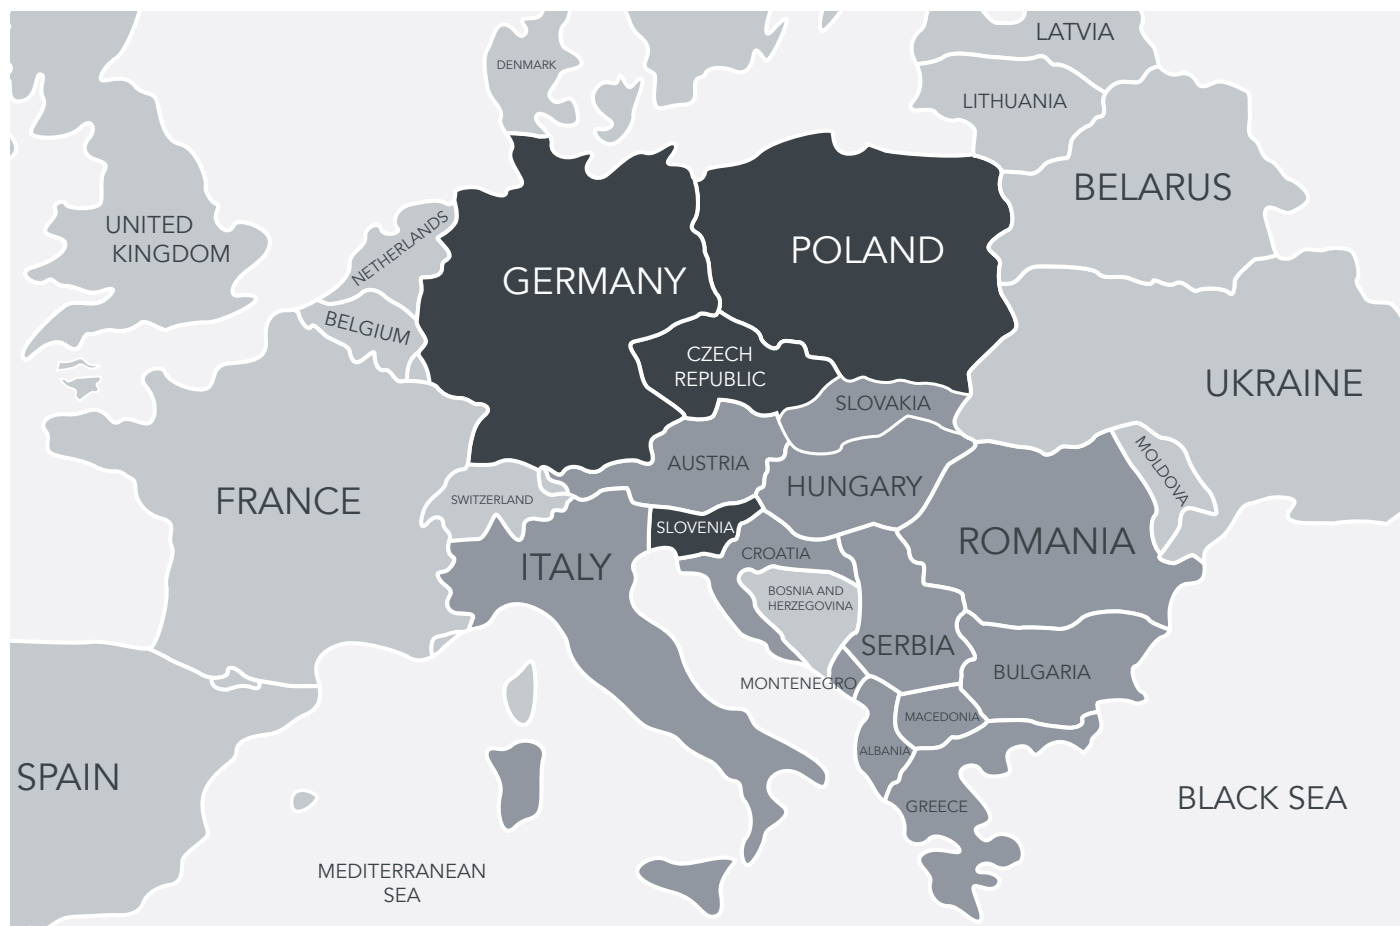 LATVIA
DENMARK
LITHUANIA
BELARUS
UNITED
KINGDOM
NETHERLANDS
POLAND
GERMANY
BELGIUM
CZECH
REPUBLIC
UKRAINE
SLOVAKIA
AUSTRIA
MOLDOVA
HUNGARY
FRANCE
SWITZERLAND
SLOVENIA
ROMANIA
CROATIA
ITALY
BOSNIA AND
HERZEGOVINA
SERBIA
BULGARIA
MONTENEGRO
MACEDONIA
ALBANIA
SPAIN
BLACK SEA
GREECE
MEDITERRANEAN
SEA